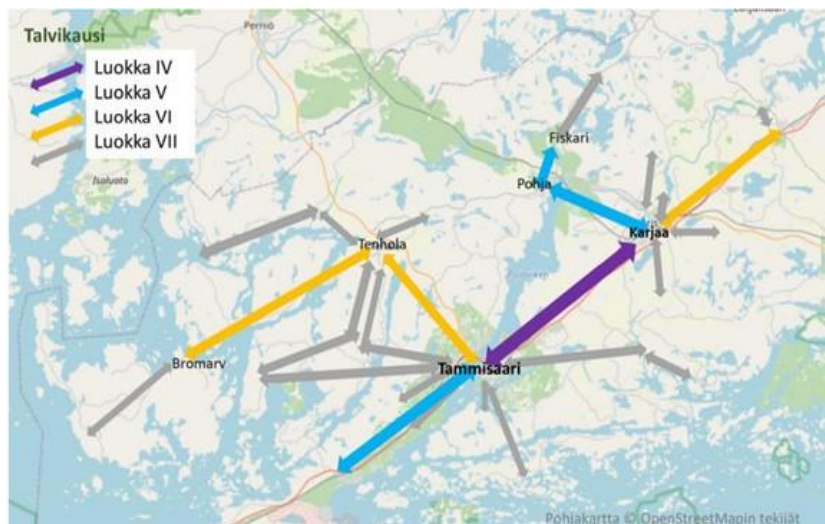 Talvikausi
Luokka IV
Luokka V
Luokka VI
Luokka VII
Perniö
Isoluoto
Fiskari
Pohja
Karjaa
Tenhola
Bromarv
Tammisaari
Pohjakartta © OpenStreetMapin tekijät